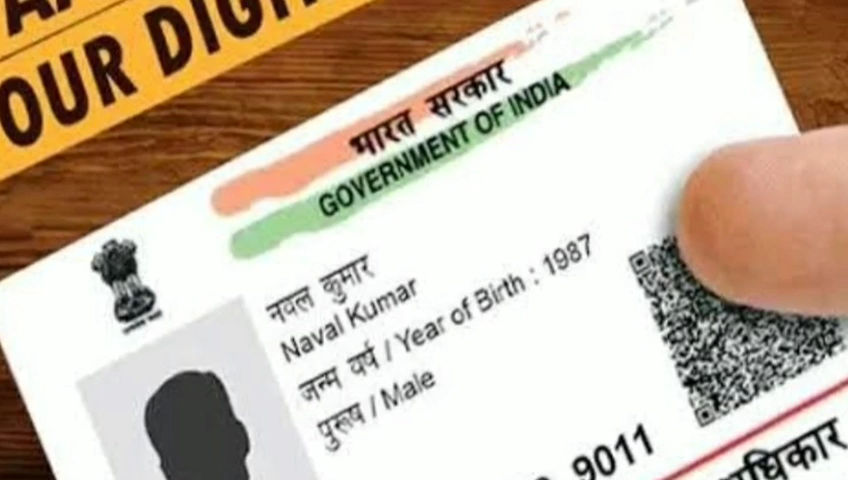 OUR DIGI
भारत सरकार
GOVERNMENT OF INDIA
नवल कुमार
Naval Kumar
जन्म वर्ष / Year of Birth : 1987
पुरूष / Male
9011